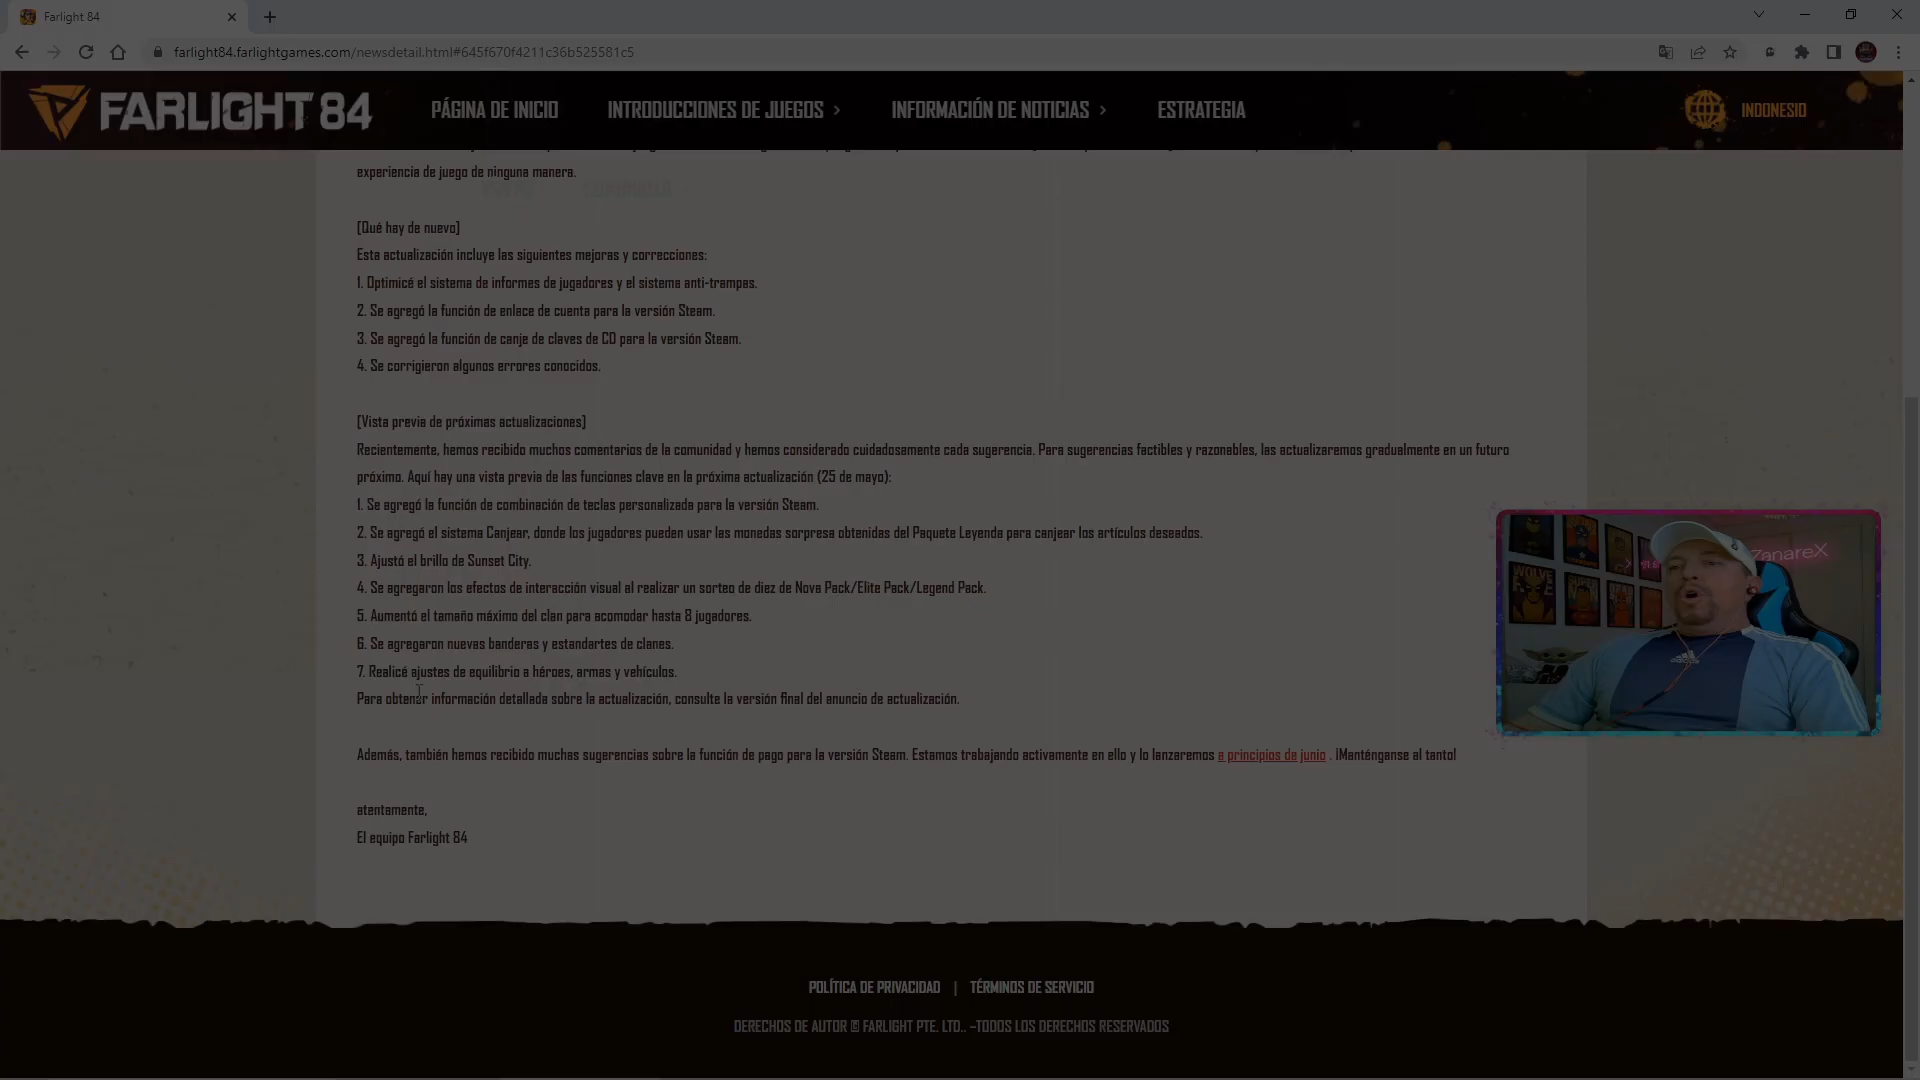 Farlight 84
farlight84.farlightgames.com/newsdetail.html#645f670f4211c36b525581c5
FARLIGHT 84
PÁGINA DE INICIO
INTRODUCCIONES DE JUEGOS
INFORMACIÓN DE NOTICIAS
ESTRATEGIA
INDONESIO
experiencia de juego de ninguna manera.
[Qué hay de nuevo]
Esta actualización incluye las siguientes mejoras y correcciones:
1. Optimicé el sistema de informes de jugadores y el sistema anti-trampas.
2. Se agregó la función de enlace de cuenta para la versión Steam.
3. Se agregó la función de canje de claves de CD para la versión Steam.
4. Se corrigieron algunos errores conocidos.
[Vista previa de próximas actualizaciones]
Recientemente, hemos recibido muchos comentarios de la comunidad y hemos considerado cuidadosamente cada sugerencia. Para sugerencias factibles y razonables, las actualizaremos gradualmente en un futuro
próximo. Aquí hay una vista previa de las funciones clave en la próxima actualización (25 de mayo):
1. Se agregó la función de combinación de teclas personalizada para la versión Steam.
2. Se agregó el sistema Canjear, donde los jugadores pueden usar las monedas sorpresa obtenidas del Paquete Leyenda para canjear los artículos deseados.
3. Ajustó el brillo de Sunset City.
4. Se agregaron los efectos de interacción visual al realizar un sorteo de diez de Nova Pack/Elite Pack/Legend Pack.
5. Aumentó el tamaño máximo del clan para acomodar hasta 8 jugadores.
6. Se agregaron nuevas banderas y estandartes de clanes.
7. Realicé ajustes de equilibrio a héroes, armas y vehículos.
Para obtener información detallada sobre la actualización, consulte la versión final del anuncio de actualización.
Además, también hemos recibido muchas sugerencias sobre la función de pago para la versión Steam. Estamos trabajando activamente en ello y lo lanzaremos a principios de junio . ¡Manténganse al tanto!
atentamente,
El equipo Farlight 84
ZanareX
POLÍTICA DE PRIVACIDAD | TÉRMINOS DE SERVICIO
DERECHOS DE AUTOR © FARLIGHT PTE. LTD.. -TODOS LOS DERECHOS RESERVADOS